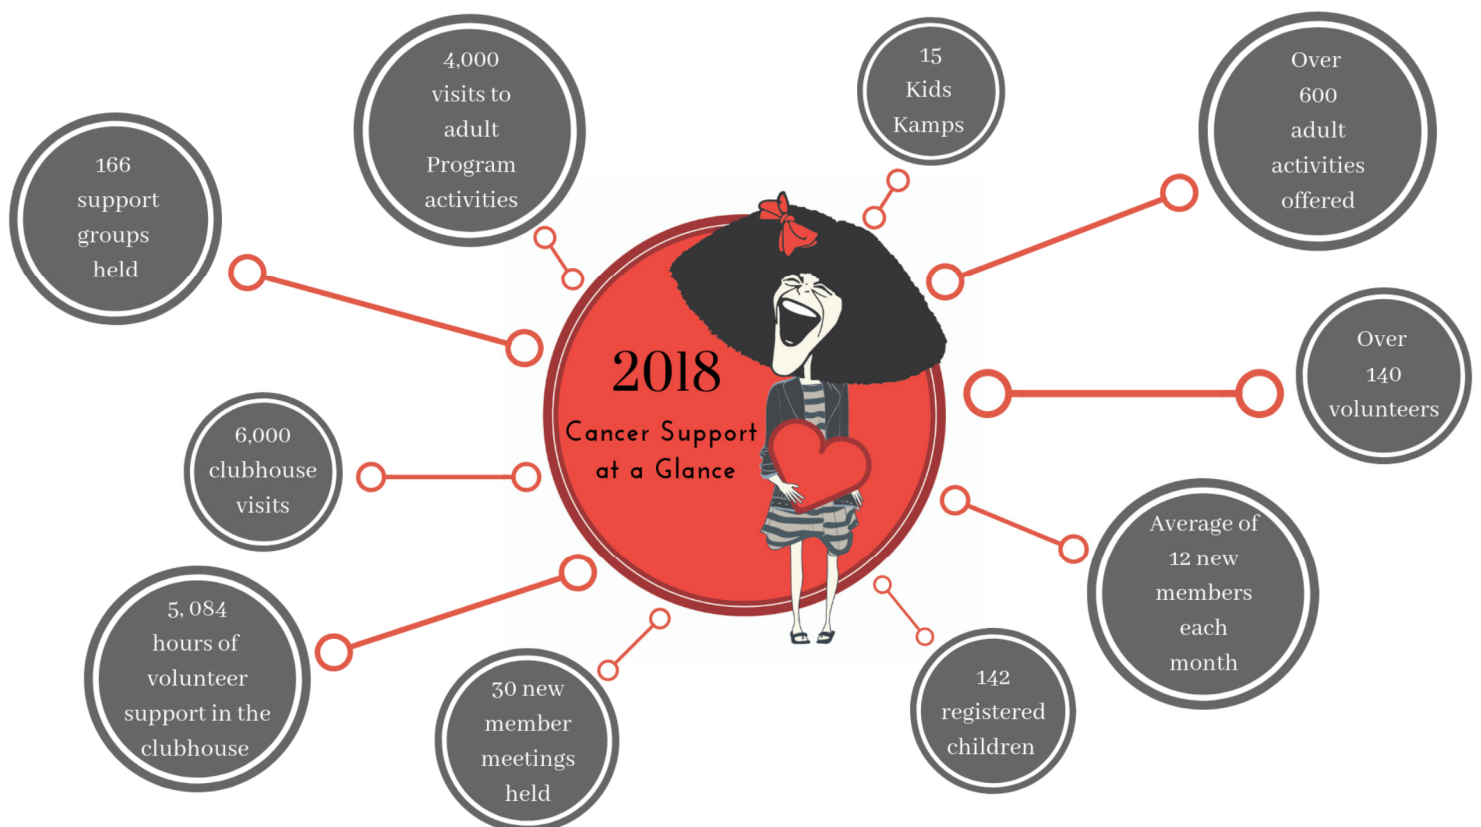 2018
Cancer Support
at a Glance
4,000
visits to
adult
Program
activities
15
Kids
Kamps
Over
600
adult
activities
offered
166
support
groups
held
Over
140
volunteers
6,000
clubhouse
visits
Average of
12 new
members
each
month
5, 084
hours of
volunteer
support in the
clubhouse
30 new
member
meetings
held
142
registered
children